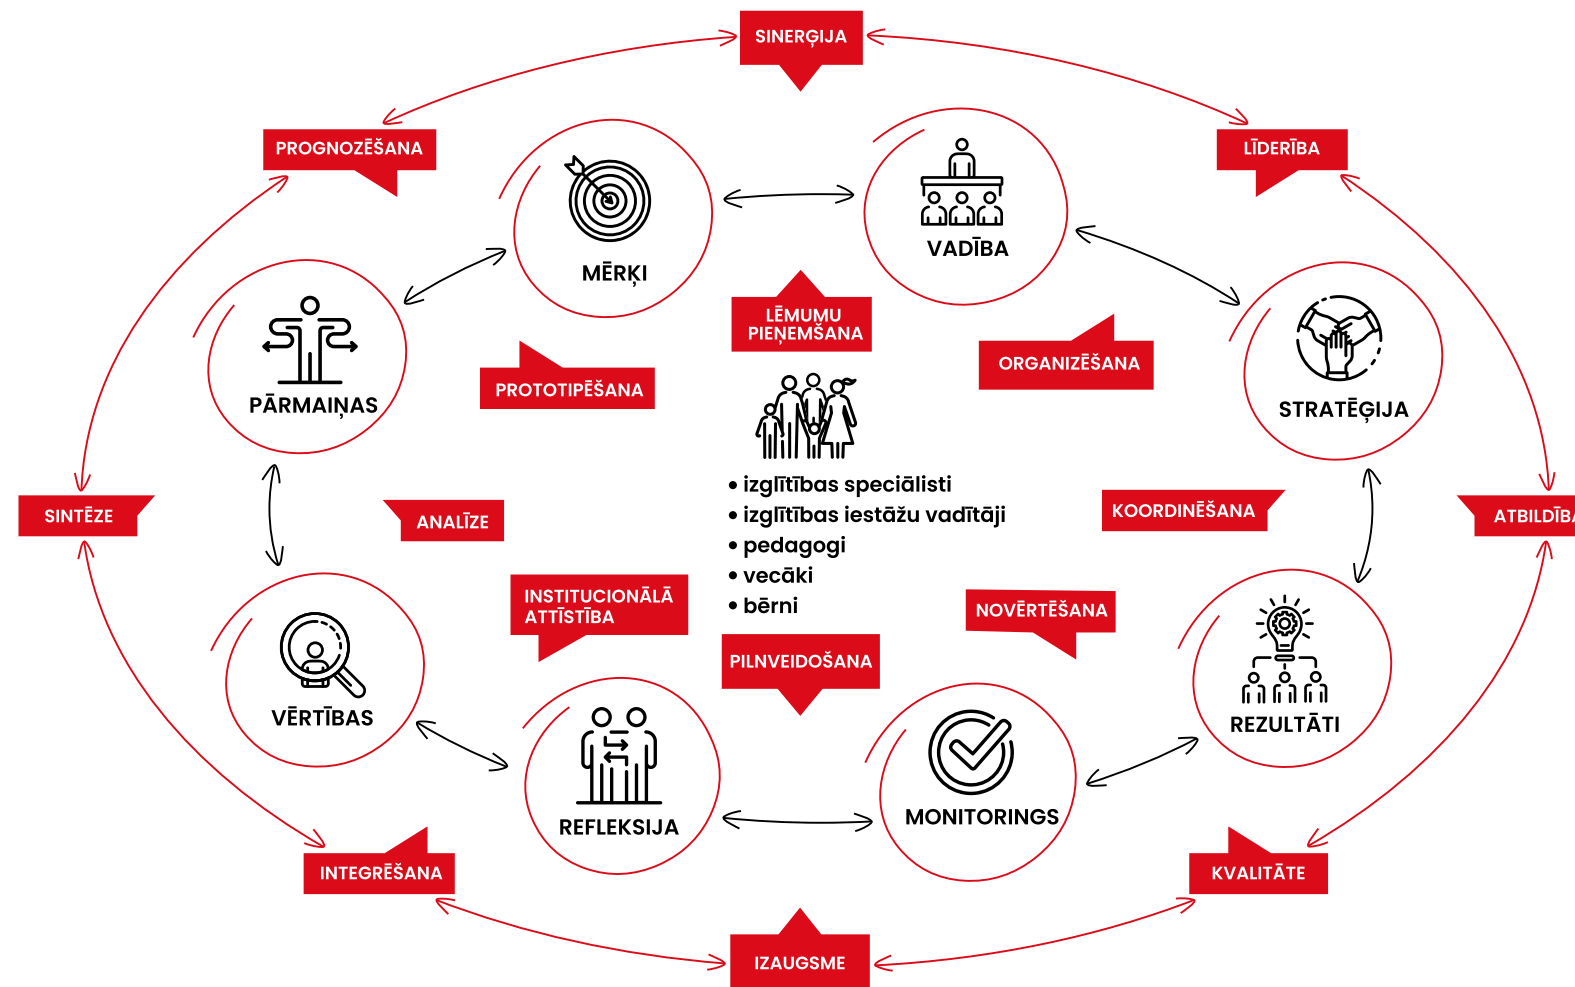 SINERĢIJA
PROGNOZĒŠANA
LĪDERĪBA
MĒRĶI
VADĪBA
PĀRMAIŅAS
LĒMUMU
PIEŅEMŠANA
ORGANIZĒŠANA
PROTOTIPĒŠANA
STRATĒĢIJA
• izglītības speciālisti
• izglītības iestāžu vadītāji
• pedagogi
• vecāki
• bērni
SINTĒZE
ANALĪZE
KOORDINĒŠANA
ATBILDĪBA
INSTITUCIONĀLĀ
ATTĪSTĪBA
NOVĒRTĒŠANA
PILNVEIDOŠANA
VĒRTĪBAS
REZULTĀTI
REFLEKSIJA
MONITORINGS
INTEGRĒŠANA
KVALITĀTE
IZAUGSME